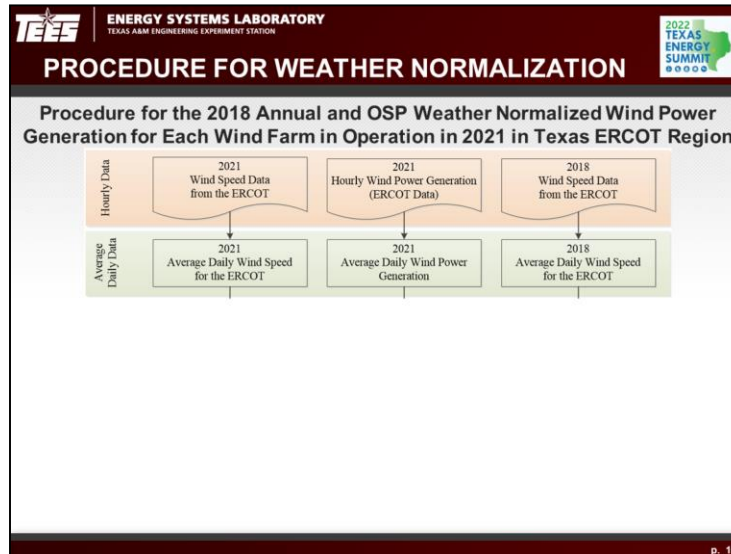 TEES
ENERGY SYSTEMS LABORATORY
TEXAS A&M ENGINEERING EXPERIMENT STATION
2022
TEXAS
ENERGY
SUMMIT
PROCEDURE FOR WEATHER NORMALIZATION
Procedure for the 2018 Annual and OSP Weather Normalized Wind Power
Generation for Each Wind Farm in Operation in 2021 in Texas ERCOT Region
Hourly Data
2021
Wind Speed Data
from the ERCOT
2021
Hourly Wind Power Generation
(ERCOT Data)
2018
Wind Speed Data
from the ERCOT
Average
Daily Data
2021
Average Daily Wind Speed
for the ERCOT
2021
Average Daily Wind Power
Generation
2018
Average Daily Wind Speed
for the ERCOT
p. 1